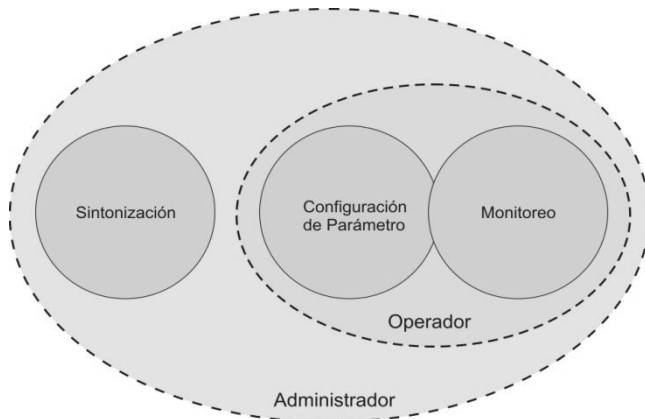 Sintonización
Configuración
de Parámetro
Monitoreo
Operador
Administrador